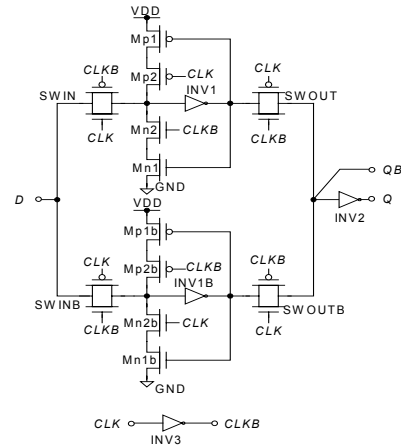 VDD
Mp1
CLKB
Mp2
CLK
CLK
SWIN
INV1
SWOUT
CLK
Mn2
CLKB
CLKB
Mn1
GND
QB
D
Q
VDD
INV2
Mp1b
CLK
Mp2b
CLKB
CLKB
SWINB
INV1B
SWOUTB
CLKB
Mn2b
CLK
CLK
Mn1b
GND
CLK
CLKB
INV3